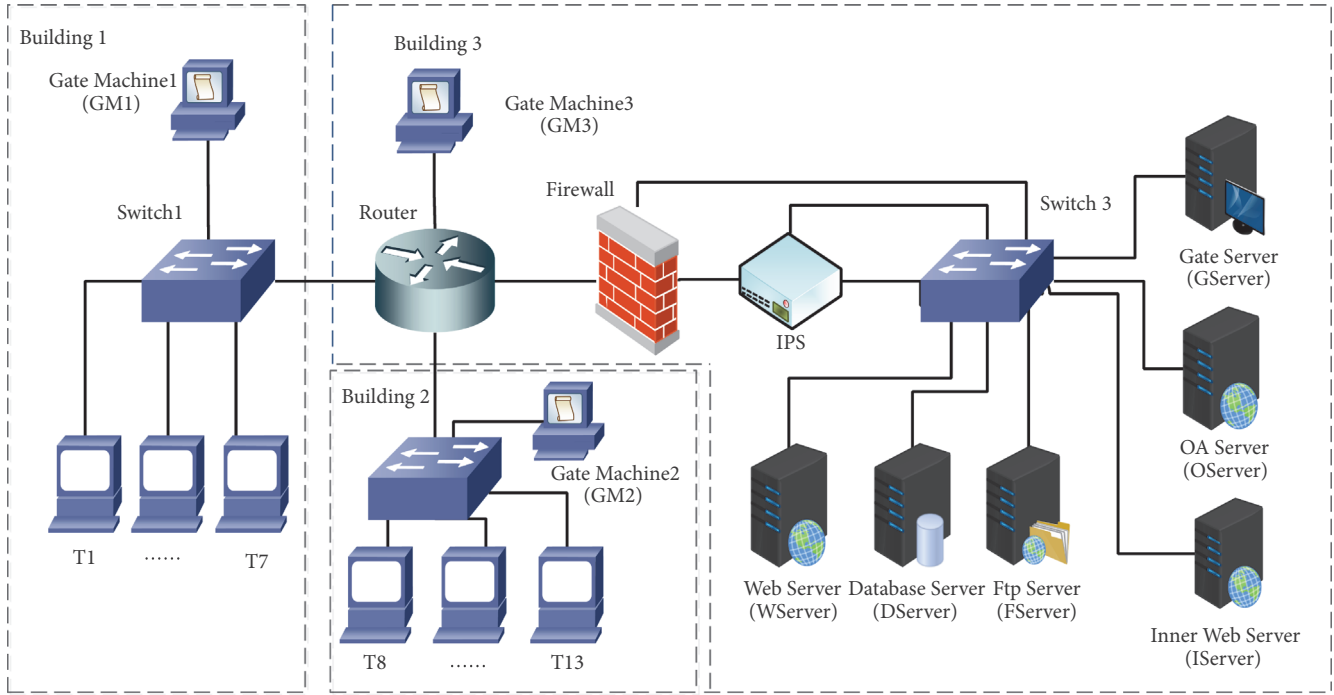 Building 1
Gate Machine1
(GM1)
Switch1
T1
......
T7
Building 3
Gate Machine3
(GM3)
Router
Firewall
IPS
Switch 3
Gate Server
(GServer)
OA Server
(OServer)
Inner Web Server
(IServer)
Web Server
(WServer)
Database Server
(DServer)
Ftp Server
(FServer)
Building 2
Gate Machine2
(GM2)
T8
......
T13